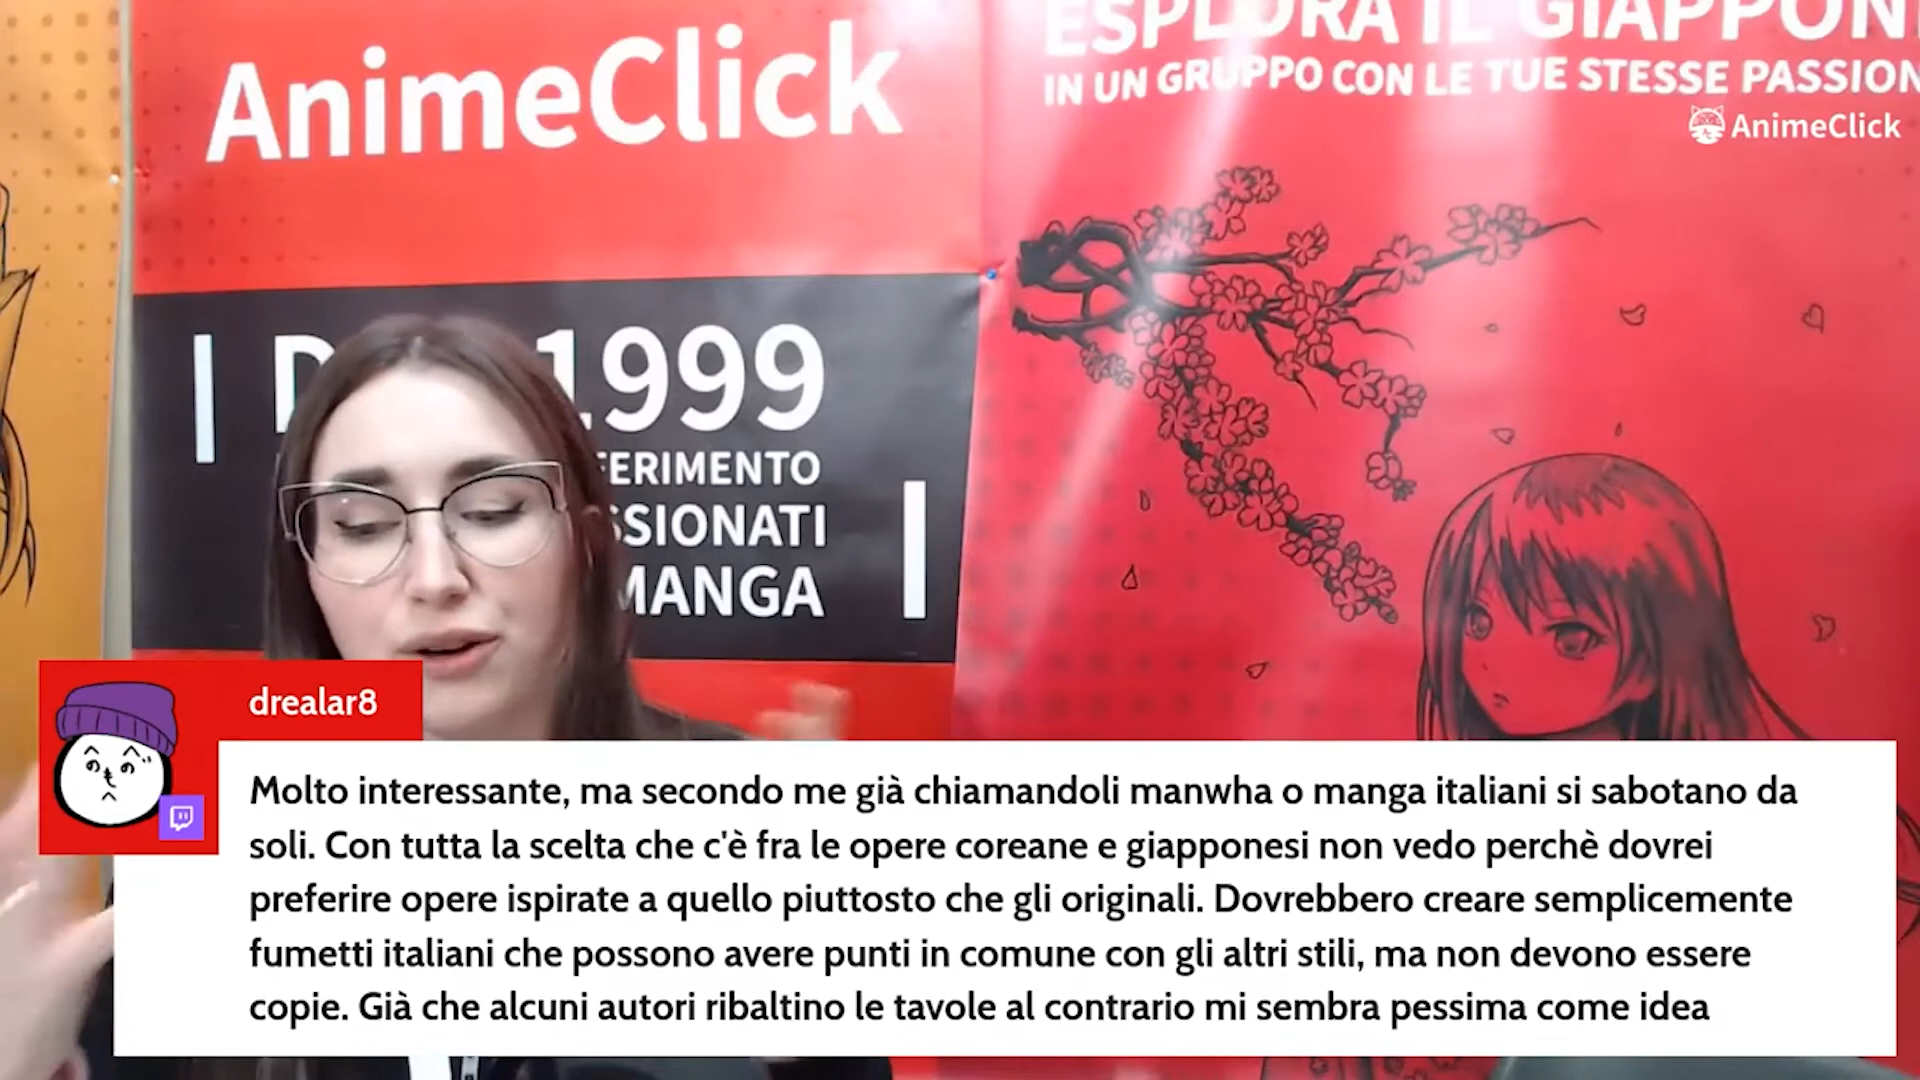 AnimeClick
ESPLORA IL GIAPPON
IN UN GRUPPO CON LE TUE STESSE PASSION
AnimeClick
1999
FERIMENTO
SSIONATI
MANGA
drealar8
Molto interessante, ma secondo me già chiamandoli manwha o manga italiani si sabotano da
soli. Con tutta la scelta che c'è fra le opere coreane e giapponesi non vedo perchè dovrei
preferire opere ispirate a quello piuttosto che gli originali. Dovrebbero creare semplicemente
fumetti italiani che possono avere punti in comune con gli altri stili, ma non devono essere
copie. Già che alcuni autori ribaltino le tavole al contrario mi sembra pessima come idea